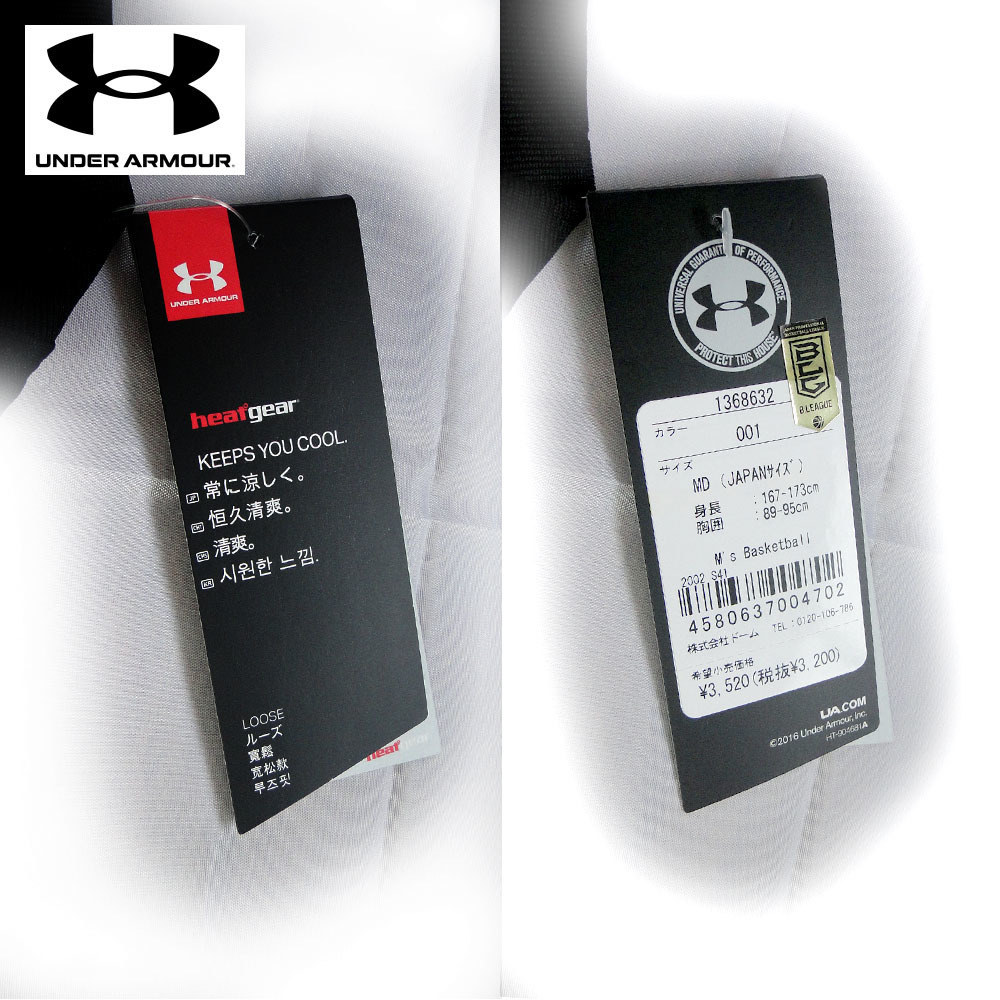 UNDER ARMOUR
UNDER ARMOUR
heatgear
KEEPS YOU COOL.
JP 常に涼しく。
恒久清爽。
清爽。
KR 시원한 느낌.
LOOSE
ルーズ
寬鬆
宽松款
루즈핏
heatgear
UNIVERSAL GUARANTEE OF PERFORMANCE
PROTECT THIS HOUSE
BLG
B.LEAGUE
1368632
カラー
001
サイズ
MD (JAPANサイズ)
身長 :167-173cm
胸囲 :89-95cm
M's Basketball
2002 S41
4580637004702
株式会社ドーム TEL:0120-106-786
希望小売価格
¥3,520(税抜¥3,200)
UA.COM
©2016 Under Armour, Inc.
HT-904681A